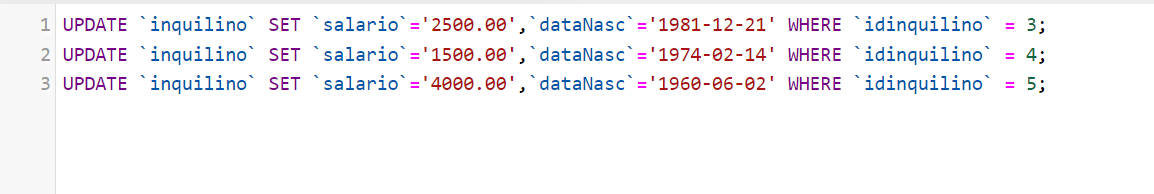 1 UPDATE `inquilino` SET `salario`='2500.00',`dataNasc`='1981-12-21' WHERE `idinquilino` = 3;
2 UPDATE `inquilino` SET `salario`='1500.00',`dataNasc`='1974-02-14' WHERE `idinquilino` = 4;
3 UPDATE `inquilino` SET `salario`='4000.00',`dataNasc`='1960-06-02' WHERE `idinquilino` = 5;